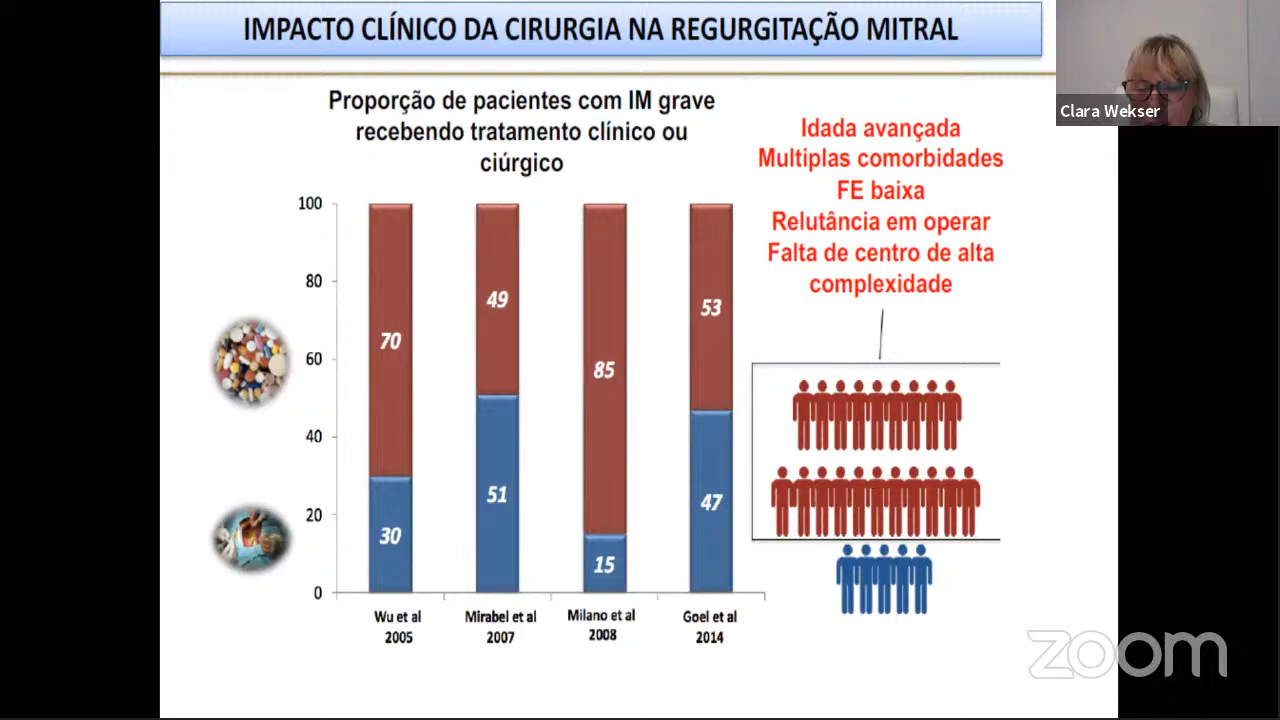 IMPACTO CLÍNICO DA CIRURGIA NA REGURGITAÇÃO MITRAL
Clara Wekser
Proporção de pacientes com IM grave
recebendo tratamento clínico ou
ciúrgico
Idada avançada
Multiplas comorbidades
FE baixa
Relutância em operar
Falta de centro de alta
complexidade
100
80
60
40
20
0
70
30
49
51
85
15
53
47
Wu et al
2005
Mirabel et al
2007
Milano et al
2008
Goel et al
2014
zoom